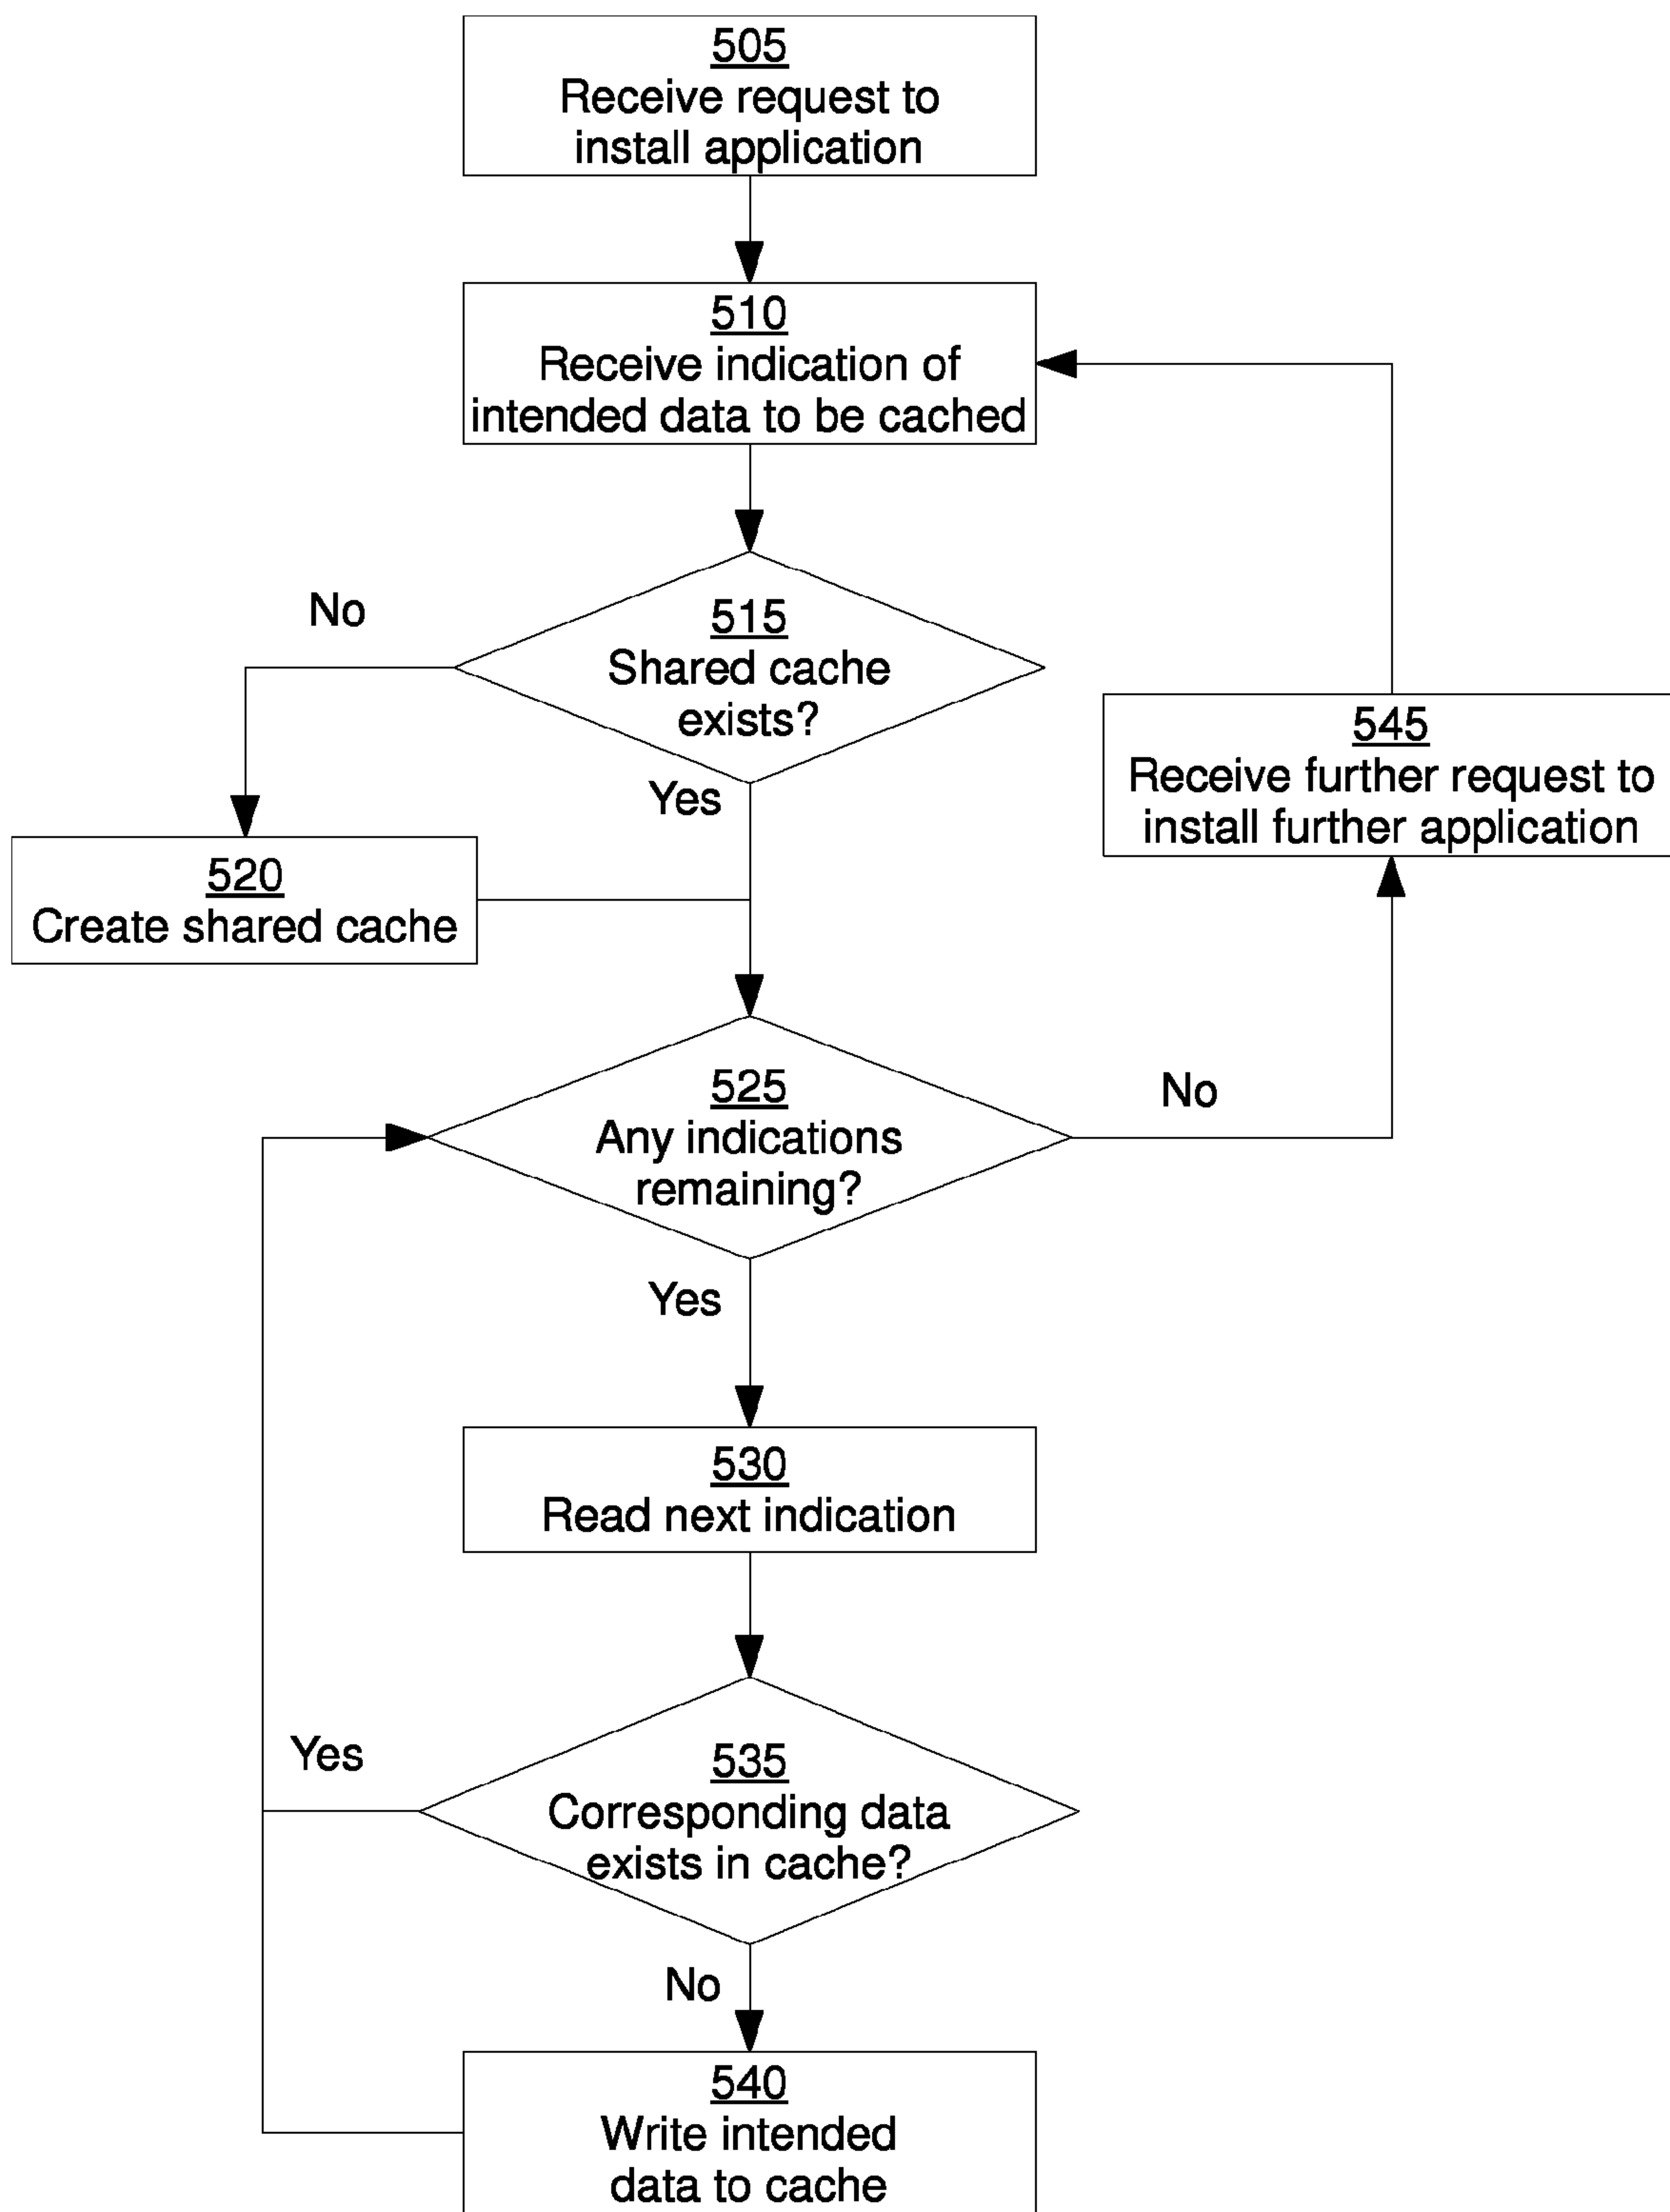 505
Receive request to
install application
510
Receive indication of
intended data to be cached
No
515
Shared cache
exists?
Yes
545
Receive further request to
install further application
520
Create shared cache
525
Any indications
remaining?
No
Yes
530
Read next indication
Yes
535
Corresponding data
exists in cache?
No
540
Write intended
data to cache